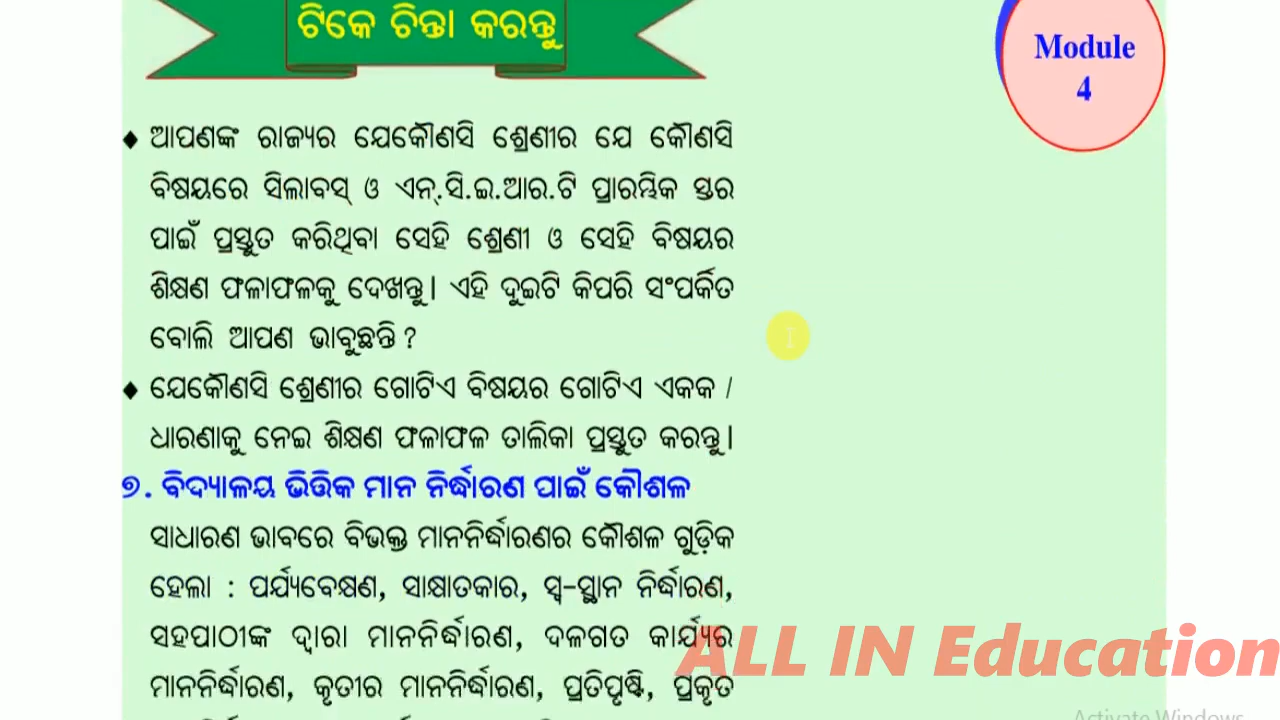 ଟିକେ ଚିନ୍ତା କରନ୍ତୁ
Module
4
♦ ଆପଣଙ୍କ ରାଜ୍ୟର ଯେକୌଣସି ଶ୍ରେଣୀର ଯେ କୌଣସି
ବିଷୟରେ ସିଲାବସ୍ ଓ ଏନ୍.ସି.ଇ.ଆର.ଟି ପ୍ରାରମ୍ଭିକ ସ୍ତର
ପାଇଁ ପ୍ରସ୍ତୁତ କରିଥିବା ସେହି ଶ୍ରେଣୀ ଓ ସେହି ବିଷୟର
ଶିକ୍ଷଣ ଫଳାଫଳକୁ ଦେଖନ୍ତୁ। ଏହି ଦୁଇଟି କିପରି ସଂପର୍କିତ
ବୋଲି ଆପଣ ଭାବୁଛନ୍ତି ?
♦ ଯେକୌଣସି ଶ୍ରେଣୀର ଗୋଟିଏ ବିଷୟର ଗୋଟିଏ ଏକକ /
ଧାରଣାକୁ ନେଇ ଶିକ୍ଷଣ ଫଳାଫଳ ତାଲିକା ପ୍ରସ୍ତୁତ କରନ୍ତୁ।
୭. ବିଦ୍ୟାଳୟ ଭିତ୍ତିକ ମାନ ନିର୍ଦ୍ଧାରଣ ପାଇଁ କୌଶଳ
ସାଧାରଣ ଭାବରେ ବିଭକ୍ତ ମାନନିର୍ଦ୍ଧାରଣର କୌଶଳ ଗୁଡ଼ିକ
ହେଲା : ପର୍ଯ୍ୟବେକ୍ଷଣ, ସାକ୍ଷାତକାର, ସ୍ୱ-ସ୍ଥାନ ନିର୍ଦ୍ଧାରଣ,
ସହପାଠୀଙ୍କ ଦ୍ୱାରା ମାନନିର୍ଦ୍ଧାରଣ, ଦଳଗତ କାର୍ଯ୍ୟର
ମାନନିର୍ଦ୍ଧାରଣ, କୃତୀର ମାନନିର୍ଦ୍ଧାରଣ, ପ୍ରତିପୃଷ୍ଟି, ପ୍ରକୃତ
ALL IN Education